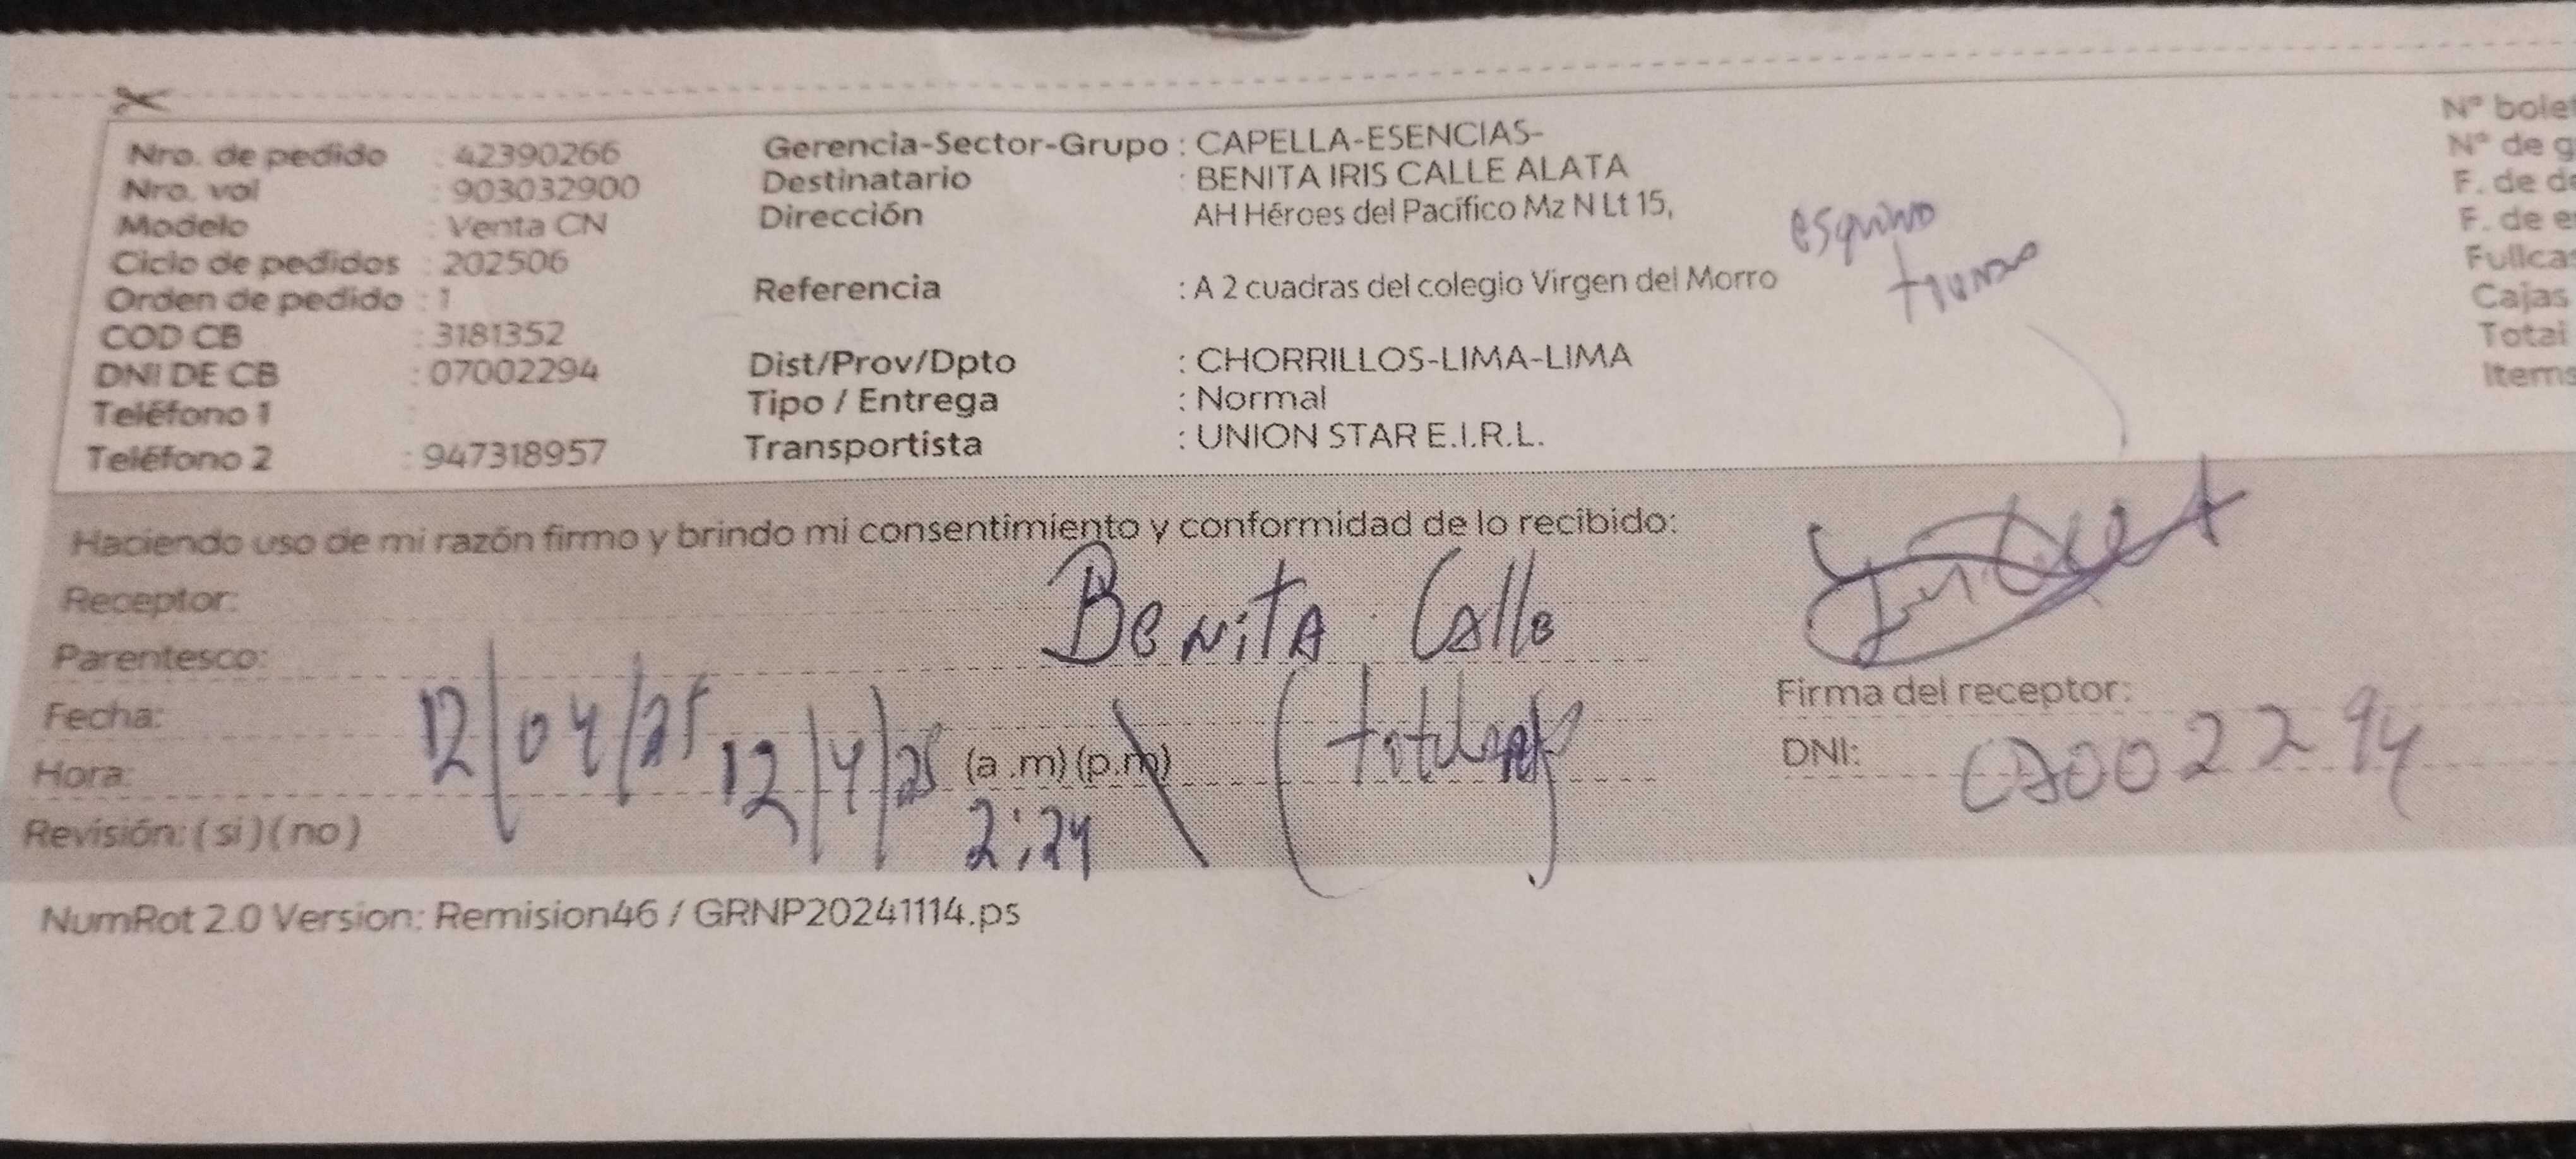 Nro. de pedido : 42390266
Nro. vol : 903032900
Modelo : Venta CN
Ciclo de pedidos : 202506
Orden de pedido : 1
COD CB : 3181352
DNI DE CB : 07002294
Teléfono 1 :
Teléfono 2 : 947318957
Gerencia-Sector-Grupo : CAPELLA-ESENCIAS-
Destinatario : BENITA IRIS CALLE ALATA
Dirección AH Héroes del Pacífico Mz N Lt 15,
Referencia : A 2 cuadras del colegio Virgen del Morro
Dist/Prov/Dpto : CHORRILLOS-LIMA-LIMA
Tipo / Entrega : Normal
Transportista : UNION STAR E.I.R.L.
N° bole
N° de g
F. de d
F. de e
Fullca
Cajas
Total
Items
Haciendo uso de mi razón firmo y brindo mi consentimiento y conformidad de lo recibido:
Receptor: Benita Calle
Parentesco:
Fecha: 12/04/25 12/4/25
Hora: (a .m) (p.m) 2:24
Revisión: ( si ) ( no )
Firma del receptor:
DNI: 07002294
NumRot 2.0 Version: Remision46 / GRNP20241114.ps